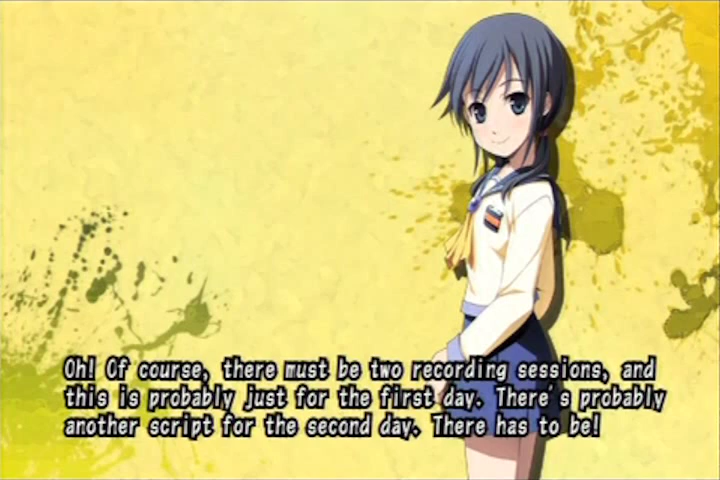 Oh! Of course, there must be two recording sessions, and
this is probably just for the first day. There's probably
another script for the second day. There has to be!